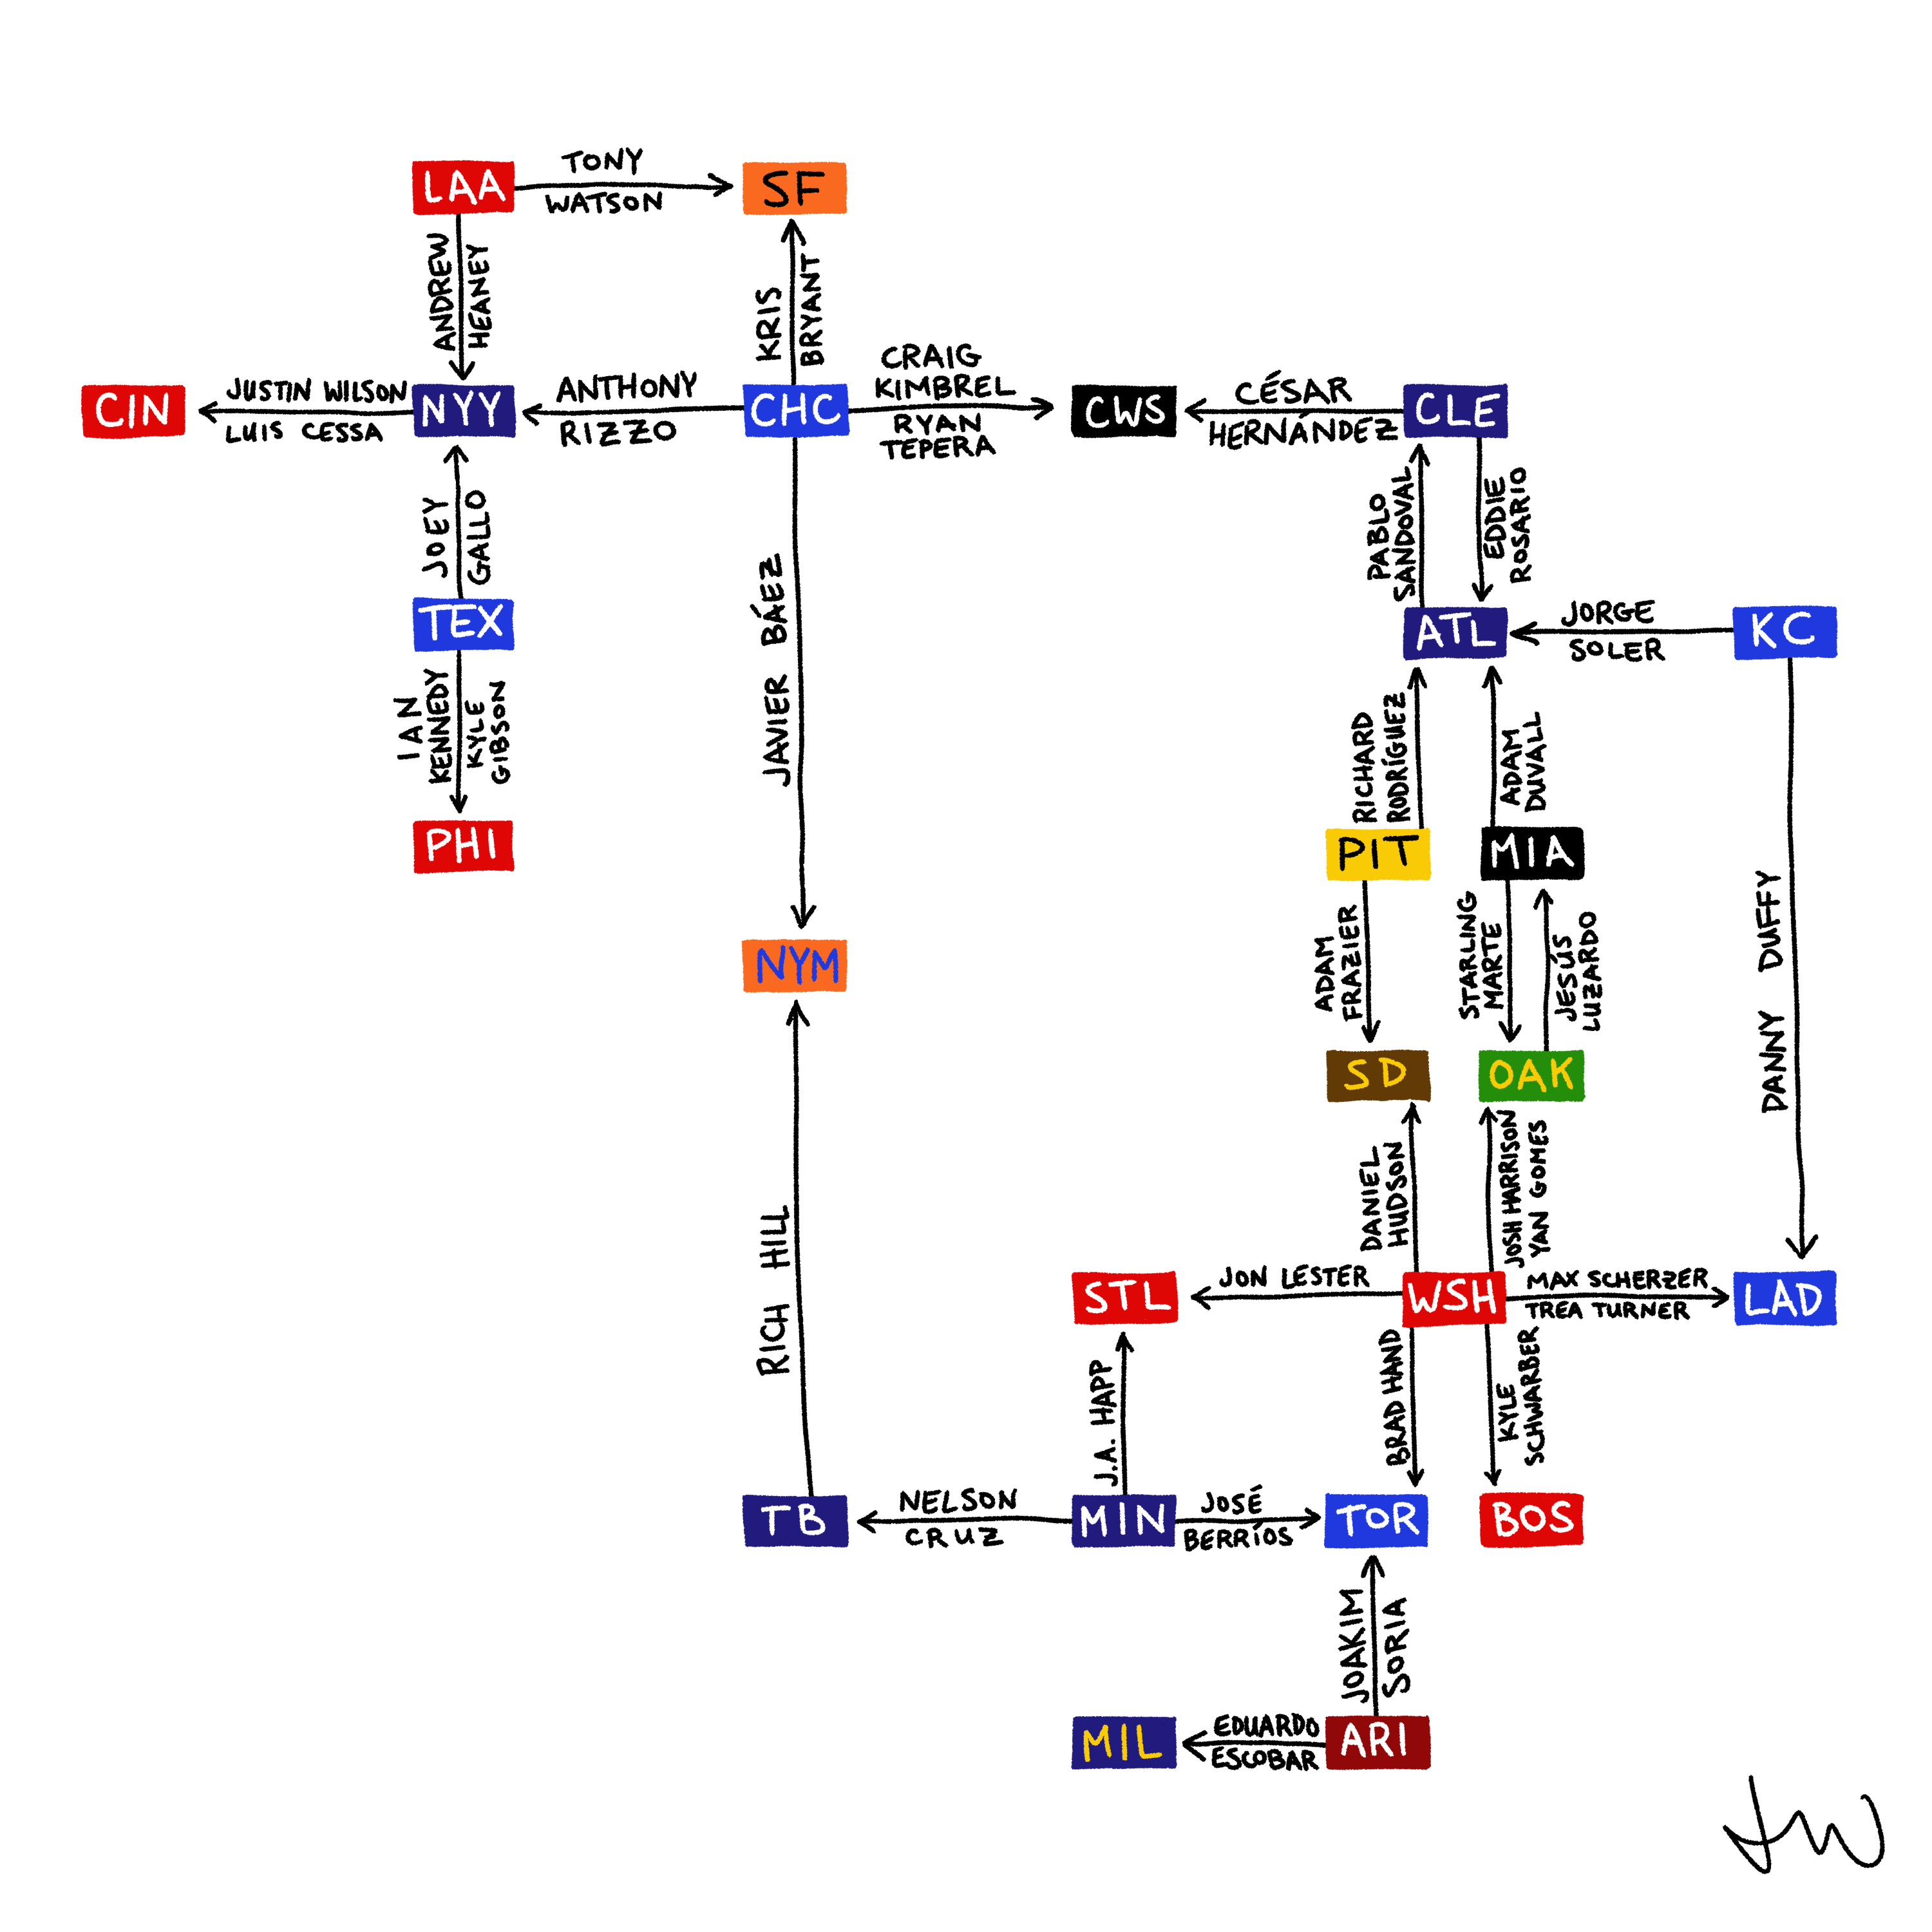 TONY
LAA
SF
WATSON
ANDREW
HEANEY
KRIS
BRYANT
CRAIG
KIMBREL
JUSTIN WILSON
ANTHONY
CÉSAR
CIN
NYY
CHC
CWS
CLE
LUIS CESSA
RIZZO
RYAN
TEPERA
HERNÁNDEZ
JOEY
GALLO
PABLO
SANDOVAL
EDDIE
ROSARIO
JAVIER BÁEZ
TEX
ATL
JORGE
SOLER
KC
IAN
KENNEDY
KYLE
GIBSON
RICHARD
RODRÍGUEZ
ADAM
DUVALL
PHI
PIT
MIA
DANNY DUFFY
NYM
ADAM
FRAZIER
STARLING
MARTE
JESÚS
LUZARDO
SD
OAK
RICH HILL
DANIEL
HUDSON
JOSH HARRISON
YAN GOMES
STL
JON LESTER
WSH
MAX SCHERZER
TREA TURNER
LAD
J.A. HAPP
BRAD HAND
KYLE
SCHWARBER
TB
NELSON
CRUZ
MIN
JOSÉ
BERRÍOS
TOR
BOS
JOAKIM
SORIA
MIL
EDUARDO
ESCOBAR
ARI